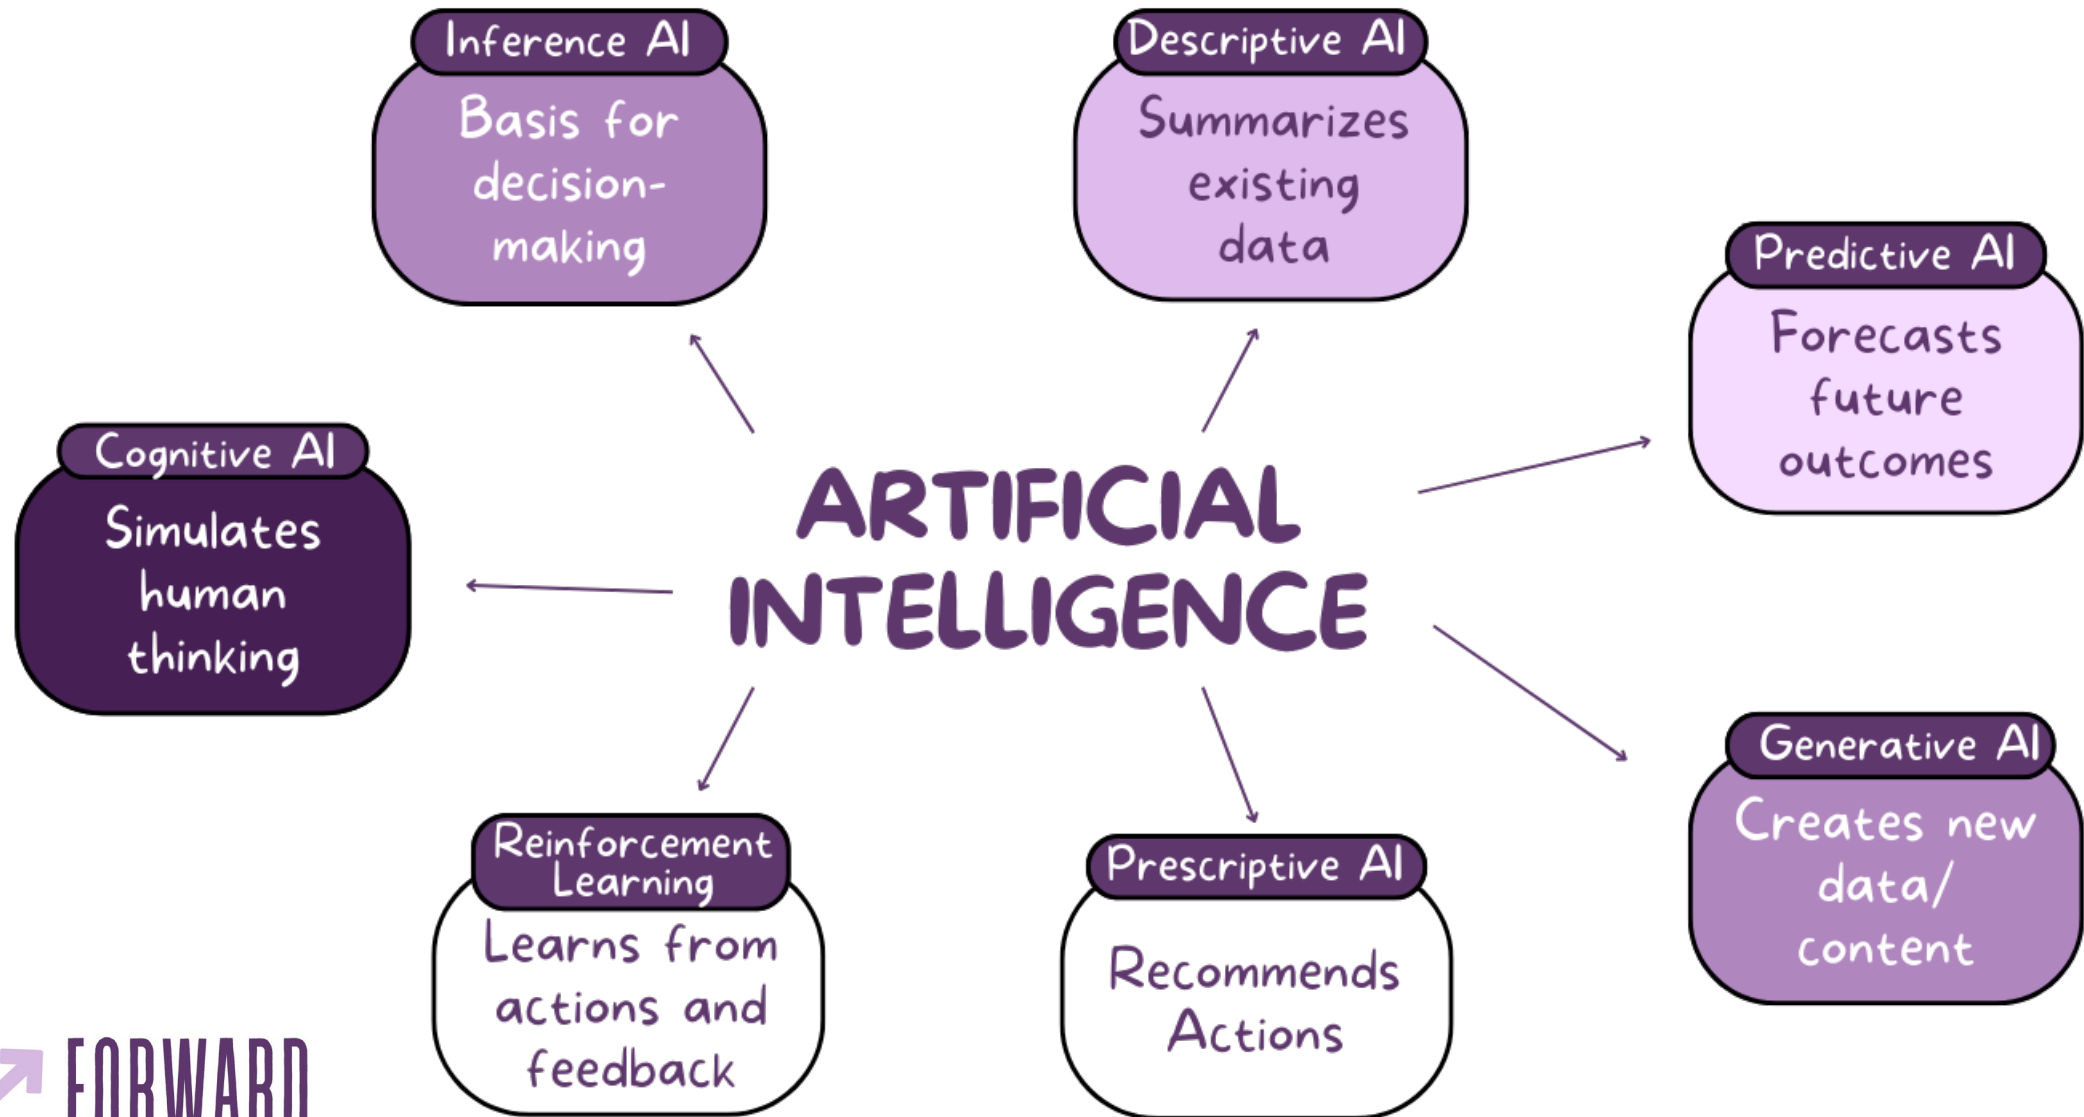 Inference AI
Basis for
decision-
making
Descriptive AI
Summarizes
existing
data
Predictive AI
Forecasts
future
outcomes
Cognitive AI
Simulates
human
thinking
ARTIFICIAL
INTELLIGENCE
Generative AI
Creates new
data/
content
Reinforcement
Learning
Learns from
actions and
feedback
Prescriptive AI
Recommends
Actions
FORWARD